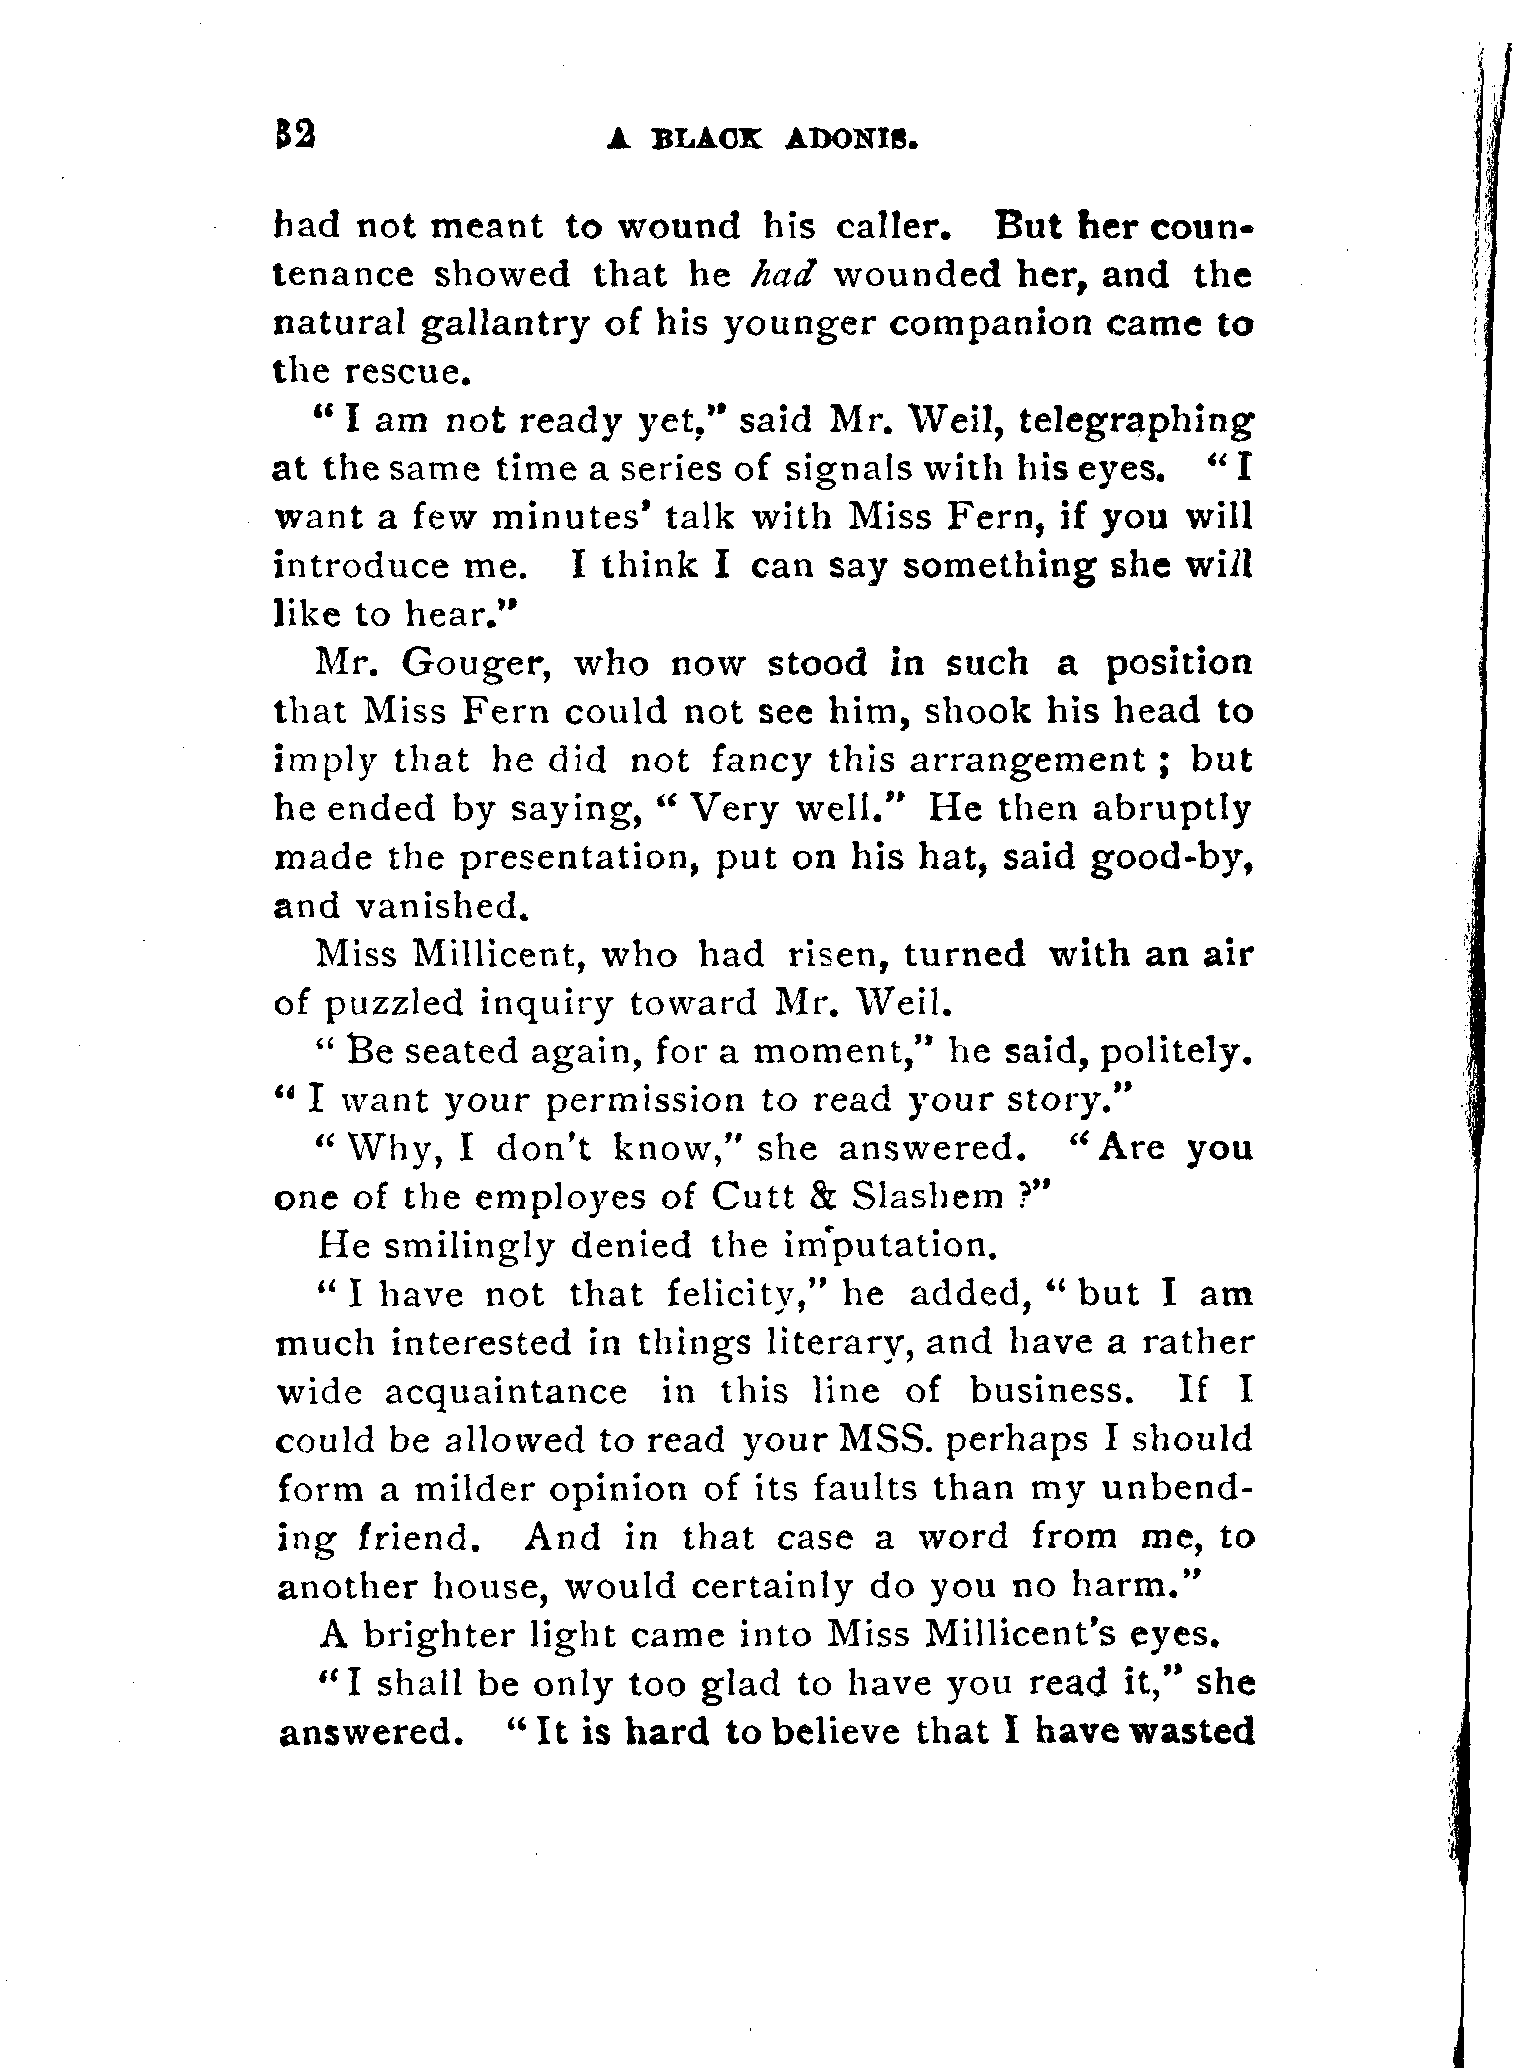 32 A BLACK ADONIS.
had not meant to wound his caller. But her coun-
tenance showed that he had wounded her, and the
natural gallantry of his younger companion came to
the rescue.
“ I am not ready yet,” said Mr. Weil, telegraphing
at the same time a series of signals with his eyes. “ I
want a few minutes’ talk with Miss Fern, if you will
introduce me. I think I can say something she will
like to hear.”
Mr. Gouger, who now stood in such a position
that Miss Fern could not see him, shook his head to
imply that he did not fancy this arrangement ; but
he ended by saying, “ Very well.” He then abruptly
made the presentation, put on his hat, said good-by,
and vanished.
Miss Millicent, who had risen, turned with an air
of puzzled inquiry toward Mr. Weil.
“ Be seated again, for a moment,” he said, politely.
“ I want your permission to read your story.”
“ Why, I don’t know,” she answered. “ Are you
one of the employes of Cutt & Slashem ?”
He smilingly denied the imputation.
“ I have not that felicity,” he added, “ but I am
much interested in things literary, and have a rather
wide acquaintance in this line of business. If I
could be allowed to read your MSS. perhaps I should
form a milder opinion of its faults than my unbend-
ing friend. And in that case a word from me, to
another house, would certainly do you no harm.”
A brighter light came into Miss Millicent’s eyes.
“ I shall be only too glad to have you read it,” she
answered. “ It is hard to believe that I have wasted